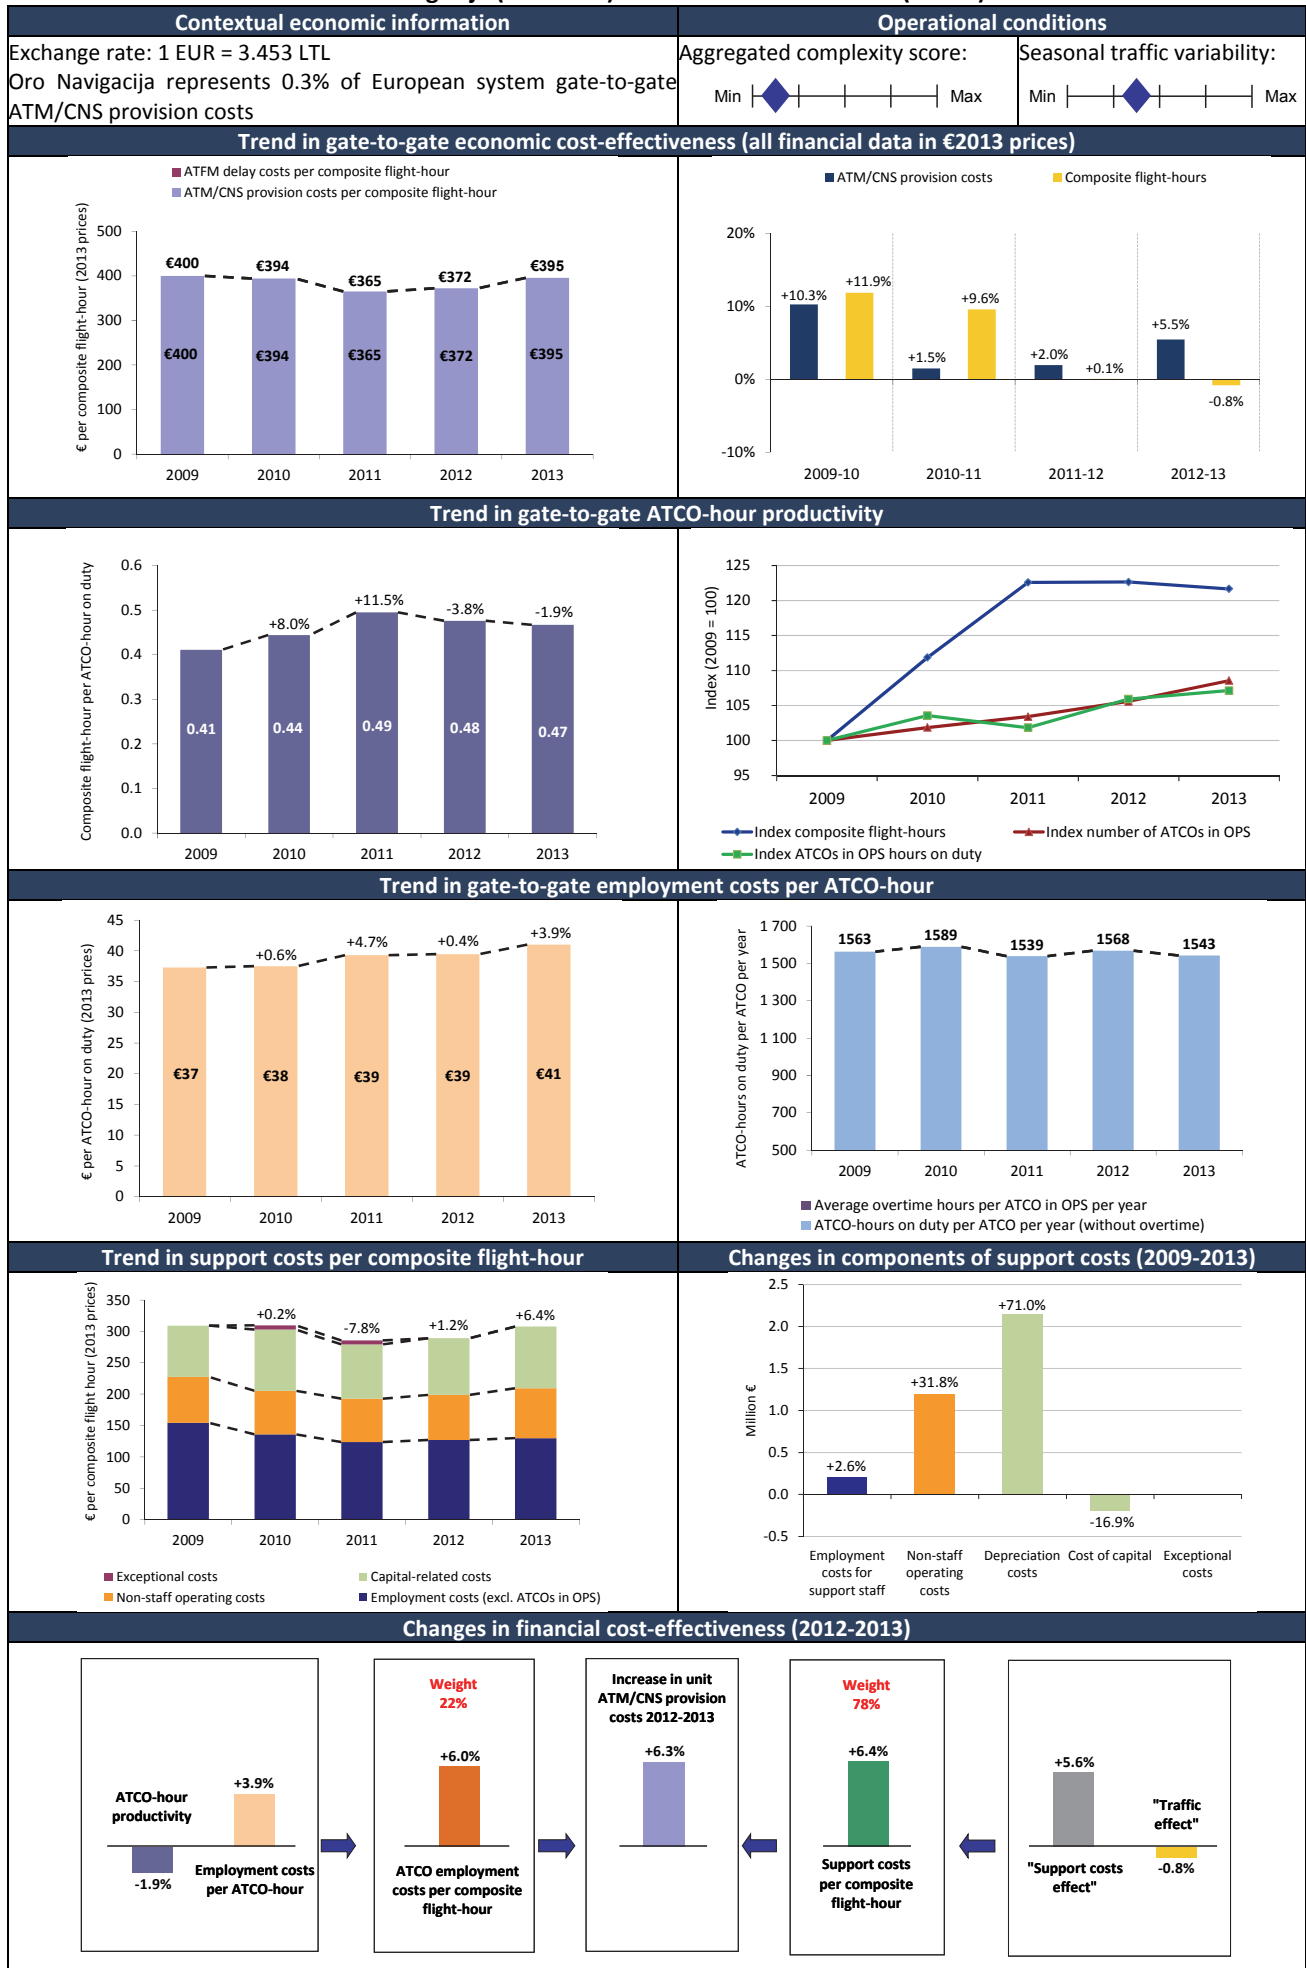 Contextual economic information
Operational conditions
Exchange rate: 1 EUR = 3.453 LTL
Oro Navigacija represents 0.3% of European system gate-to-gate
ATM/CNS provision costs
Aggregated complexity score:
Min
Max
Seasonal traffic variability:
Min
Max
Trend in gate-to-gate economic cost-effectiveness (all financial data in €2013 prices)
ATFM delay costs per composite flight-hour
ATM/CNS provision costs per composite flight-hour
€ per composite flight-hour (2013 prices)
500
400
300
200
100
0
€400
€394
€365
€372
€395
€400
€394
€365
€372
€395
2009
2010
2011
2012
2013
ATM/CNS provision costs
Composite flight-hours
20%
10%
0%
-10%
+10.3%
+11.9%
+1.5%
+9.6%
+2.0%
+0.1%
+5.5%
-0.8%
2009-10
2010-11
2011-12
2012-13
Trend in gate-to-gate ATCO-hour productivity
Composite flight-hour per ATCO-hour on duty
0.6
0.5
0.4
0.3
0.2
0.1
0.0
+8.0%
+11.5%
-3.8%
-1.9%
0.41
0.44
0.49
0.48
0.47
2009
2010
2011
2012
2013
Index (2009 = 100)
125
120
115
110
105
100
95
2009
2010
2011
2012
2013
Index composite flight-hours
Index number of ATCOs in OPS
Index ATCOs in OPS hours on duty
Trend in gate-to-gate employment costs per ATCO-hour
€ per ATCO-hour on duty (2013 prices)
45
40
35
30
25
20
15
10
5
0
+0.6%
+4.7%
+0.4%
+3.9%
€37
€38
€39
€39
€41
2009
2010
2011
2012
2013
ATCO-hours on duty per ATCO per year
1 700
1 500
1 300
1 100
900
700
500
1563
1589
1539
1568
1543
2009
2010
2011
2012
2013
Average overtime hours per ATCO in OPS per year
ATCO-hours on duty per ATCO per year (without overtime)
Trend in support costs per composite flight-hour
Changes in components of support costs (2009-2013)
€ per composite flight hour (2013 prices)
350
300
250
200
150
100
50
0
+0.2%
-7.8%
+1.2%
+6.4%
2009
2010
2011
2012
2013
Exceptional costs
Capital-related costs
Non-staff operating costs
Employment costs (excl. ATCOs in OPS)
Million €
2.5
2.0
1.5
1.0
0.5
0.0
-0.5
+2.6%
+31.8%
+71.0%
-16.9%
Employment
costs for
support staff
Non-staff
operating
costs
Depreciation
costs
Cost of capital
Exceptional
costs
Changes in financial cost-effectiveness (2012-2013)
ATCO-hour
productivity
-1.9%
+3.9%
Employment costs
per ATCO-hour
Weight
22%
+6.0%
ATCO employment
costs per composite
flight-hour
Increase in unit
ATM/CNS provision
costs 2012-2013
+6.3%
Weight
78%
+6.4%
Support costs
per composite
flight-hour
+5.6%
"Support costs
effect"
"Traffic
effect"
-0.8%